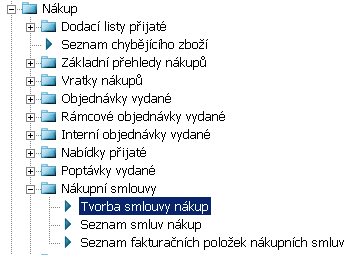 Nákup
Dodací listy přijaté
Seznam chybějícího zboží
Základní přehledy nákupů
Vratky nákupů
Objednávky vydané
Rámcové objednávky vydané
Interní objednávky vydané
Nabídky přijaté
Poptávky vydané
Nákupní smlouvy
Tvorba smlouvy nákup
Seznam smluv nákup
Seznam fakturačních položek nákupních smluv